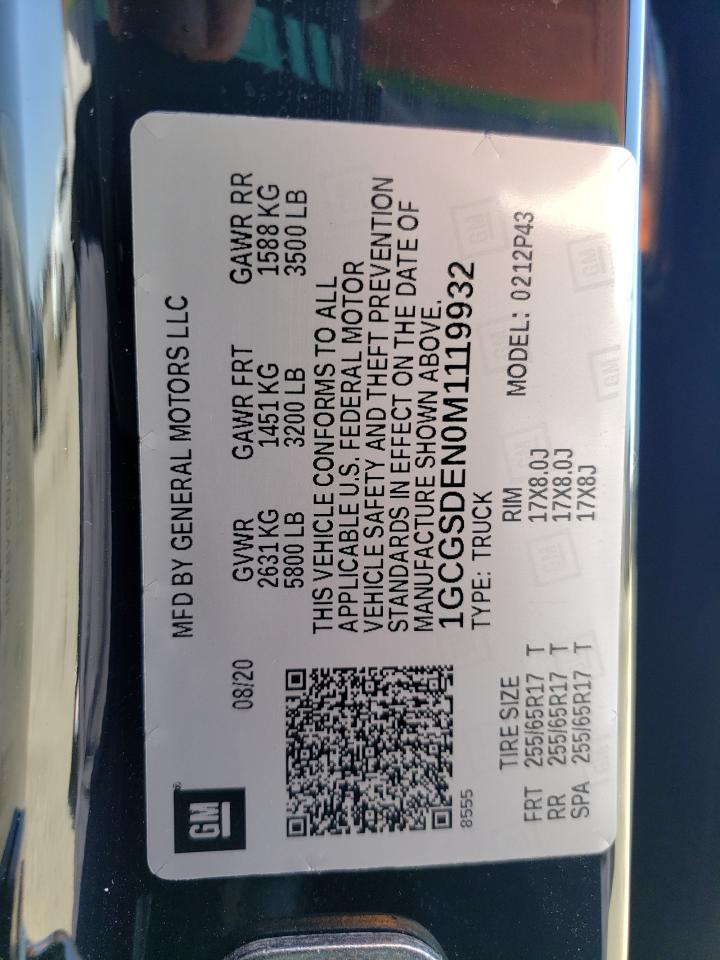 GM
MFD BY GENERAL MOTORS LLC
08/20 GVWR GAWR FRT GAWR RR
2631 KG 1451 KG 1588 KG
5800 LB 3200 LB 3500 LB
THIS VEHICLE CONFORMS TO ALL
APPLICABLE U.S. FEDERAL MOTOR
VEHICLE SAFETY AND THEFT PREVENTION
STANDARDS IN EFFECT ON THE DATE OF
MANUFACTURE SHOWN ABOVE.
1GCGSDEN0M1119932
8555 TYPE: TRUCK
TIRE SIZE RIM MODEL: 0212P43
FRT 255/65R17 T 17X8.0J
RR 255/65R17 T 17X8.0J
SPA 255/65R17 T 17X8J